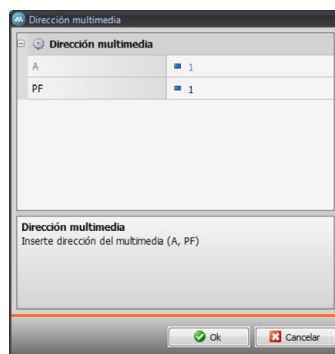 Dirección multimedia
Dirección multimedia
A 1
PF 1
Dirección multimedia
Inserte dirección del multimedia (A, PF)
Ok Cancelar